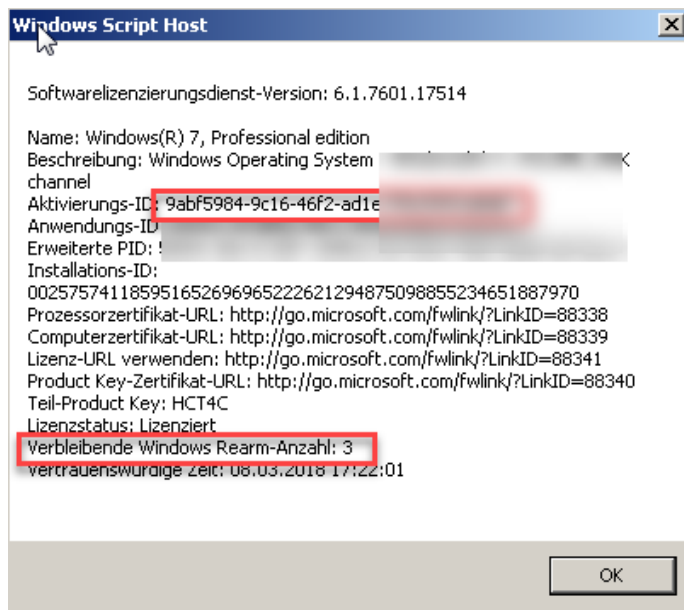 Windows Script Host
Softwarelizenzierungsdienst-Version: 6.1.7601.17514
Name: Windows(R) 7, Professional edition
Beschreibung: Windows Operating System
channel
Aktivierungs-ID: 9abf5984-9c16-46f2-ad1e
Anwendungs-ID
Erweiterte PID:
Installations-ID:
002575741185951652696965222621294875098855234651887970
Prozessorzertifikat-URL: http://go.microsoft.com/fwlink/?LinkID=88338
Computerzertifikat-URL: http://go.microsoft.com/fwlink/?LinkID=88339
Lizenz-URL verwenden: http://go.microsoft.com/fwlink/?LinkID=88341
Product Key-Zertifikat-URL: http://go.microsoft.com/fwlink/?LinkID=88340
Teil-Product Key: HCT4C
Lizenzstatus: Lizenziert
Verbleibende Windows Rearm-Anzahl: 3
Vertrauenswürdige Zeit: 08.03.2018 17:22:01
OK